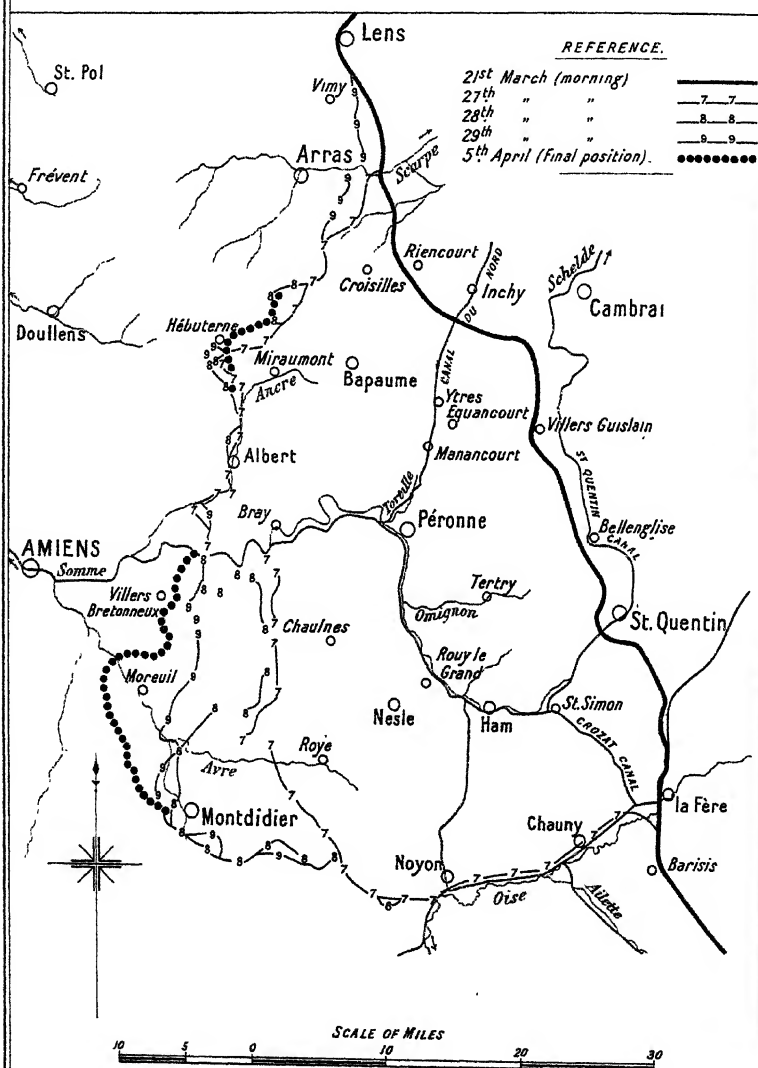 Lens
REFERENCE.
21st March (morning)
27th " "
28th " "
29th " "
5th April (Final position).
St. Pol
Vimy
Arras
Scarpe
Frévent
Riencourt
Croisilles
CANAL DU NORD
Inchy
Schelde
Cambrai
Doullens
Hébuterne
Miraumont
Ancre
Bapaume
Ytres
Equancourt
Villers Guislain
Manancourt
Albert
ST QUENTIN CANAL
Bray
Torville
Péronne
Bellenglise
AMIENS
Somme
Villers
Bretonneux
Tertry
Omignon
Chaulnes
St. Quentin
Moreuil
Rouy le
Grand
Nesle
Ham
St. Simon
CROZAT CANAL
Avre
Roye
la Fère
Montdidier
Chauny
Noyon
Oise
Ailette
Barisis
SCALE OF MILES
10 5 0 10 20 30